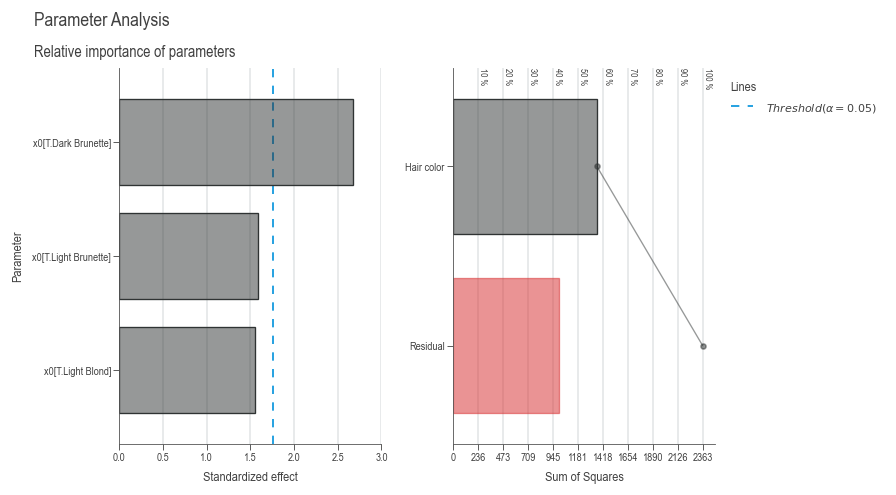 Parameter Analysis
Relative importance of parameters
Parameter
x0[T.Dark Brunette]
x0[T.Light Brunette]
x0[T.Light Blond]
0.0 0.5 1.0 1.5 2.0 2.5 3.0
Standardized effect
10 % 20 % 30 % 40 % 50 % 60 % 70 % 80 % 90 % 100 %
Hair color
Residual
0 236 473 709 945 1181 1418 1654 1890 2126 2363
Sum of Squares
Lines
Threshold(α = 0.05)